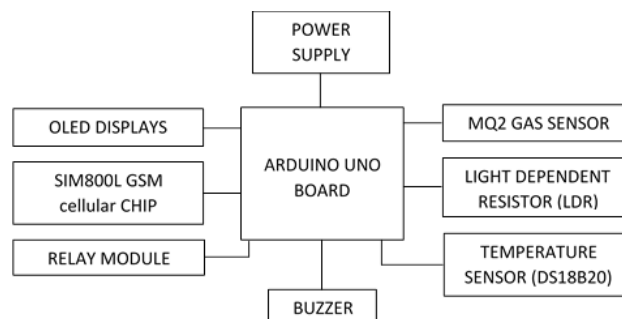 POWER
SUPPLY
OLED DISPLAYS
SIM800L GSM
cellular CHIP
RELAY MODULE
ARDUINO UNO
BOARD
MQ2 GAS SENSOR
LIGHT DEPENDENT
RESISTOR (LDR)
TEMPERATURE
SENSOR (DS18B20)
BUZZER